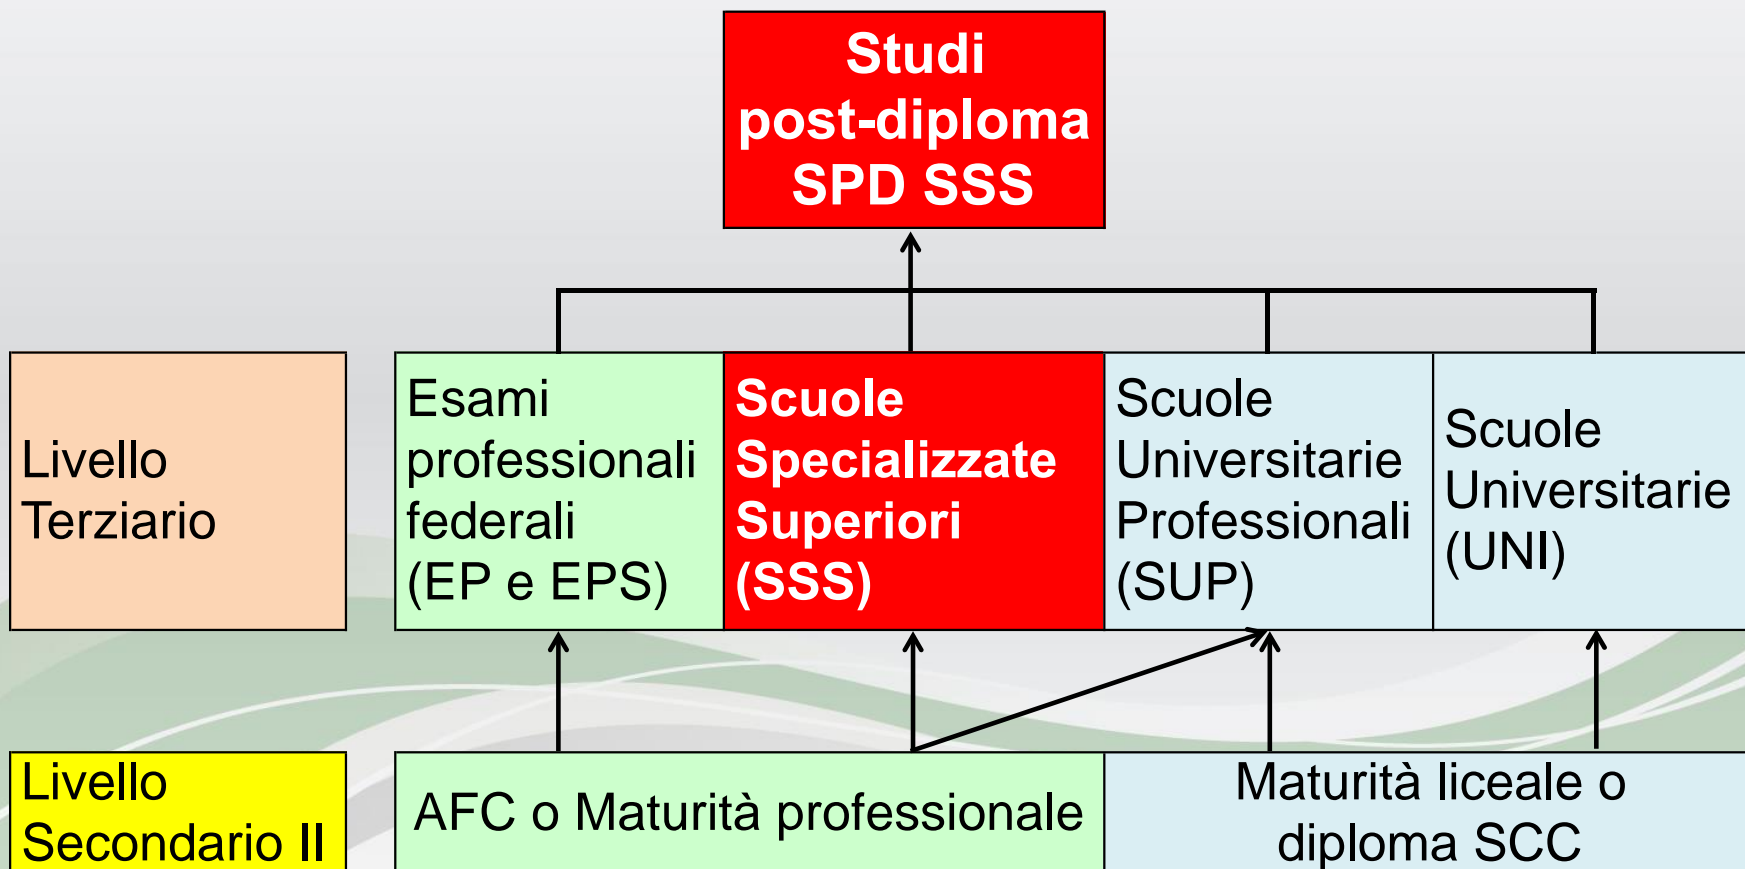 Studi
post-diploma
SPD SSS
Livello
Terziario
Esami
professionali
federali
(EP e EPS)
Scuole
Specializzate
Superiori
(SSS)
Scuole
Universitarie
Professionali
(SUP)
Scuole
Universitarie
(UNI)
Livello
Secondario II
AFC o Maturità professionale
Maturità liceale o
diploma SCC